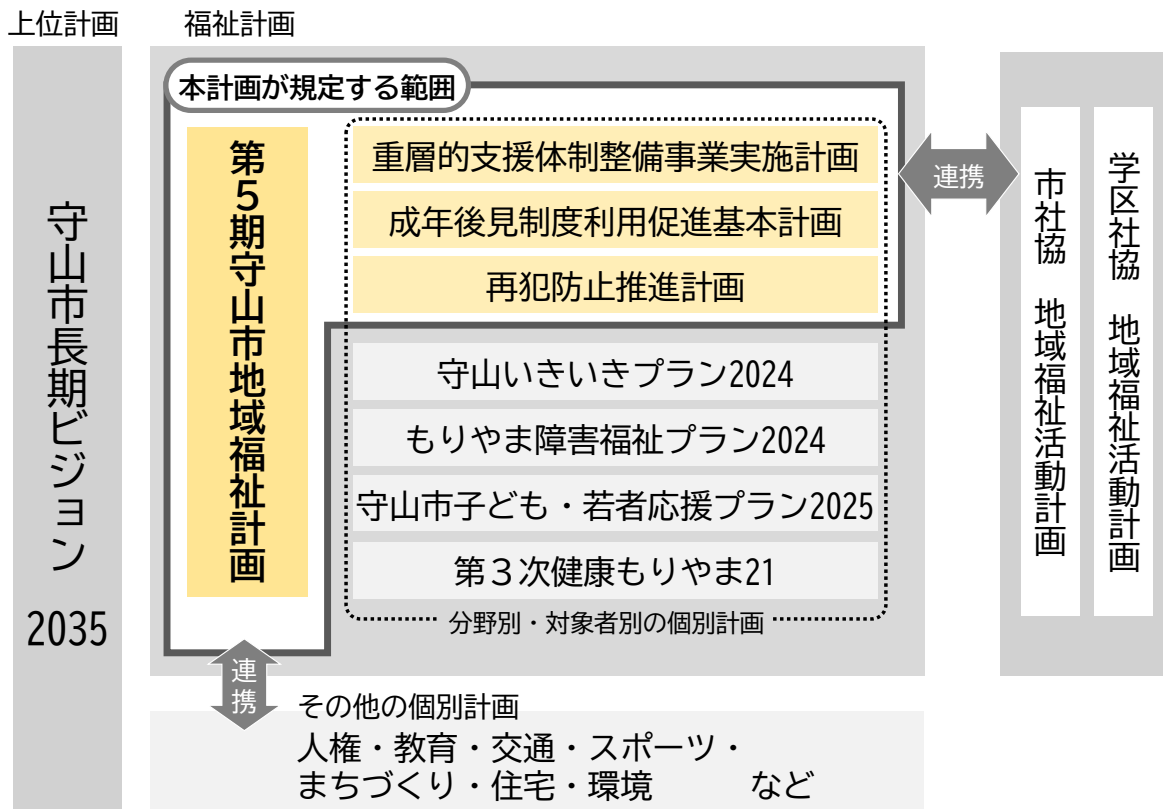 上位計画
福祉計画
守山市長期ビジョン
2035
本計画が規定する範囲
第５期守山市地域福祉計画
重層的支援体制整備事業実施計画
成年後見制度利用促進基本計画
再犯防止推進計画
守山いきいきプラン2024
もりやま障害福祉プラン2024
守山市子ども・若者応援プラン2025
第３次健康もりやま21
分野別・対象者別の個別計画
連携
市社協　地域福祉活動計画
学区社協　地域福祉活動計画
連携
その他の個別計画
人権・教育・交通・スポーツ・
まちづくり・住宅・環境　　など